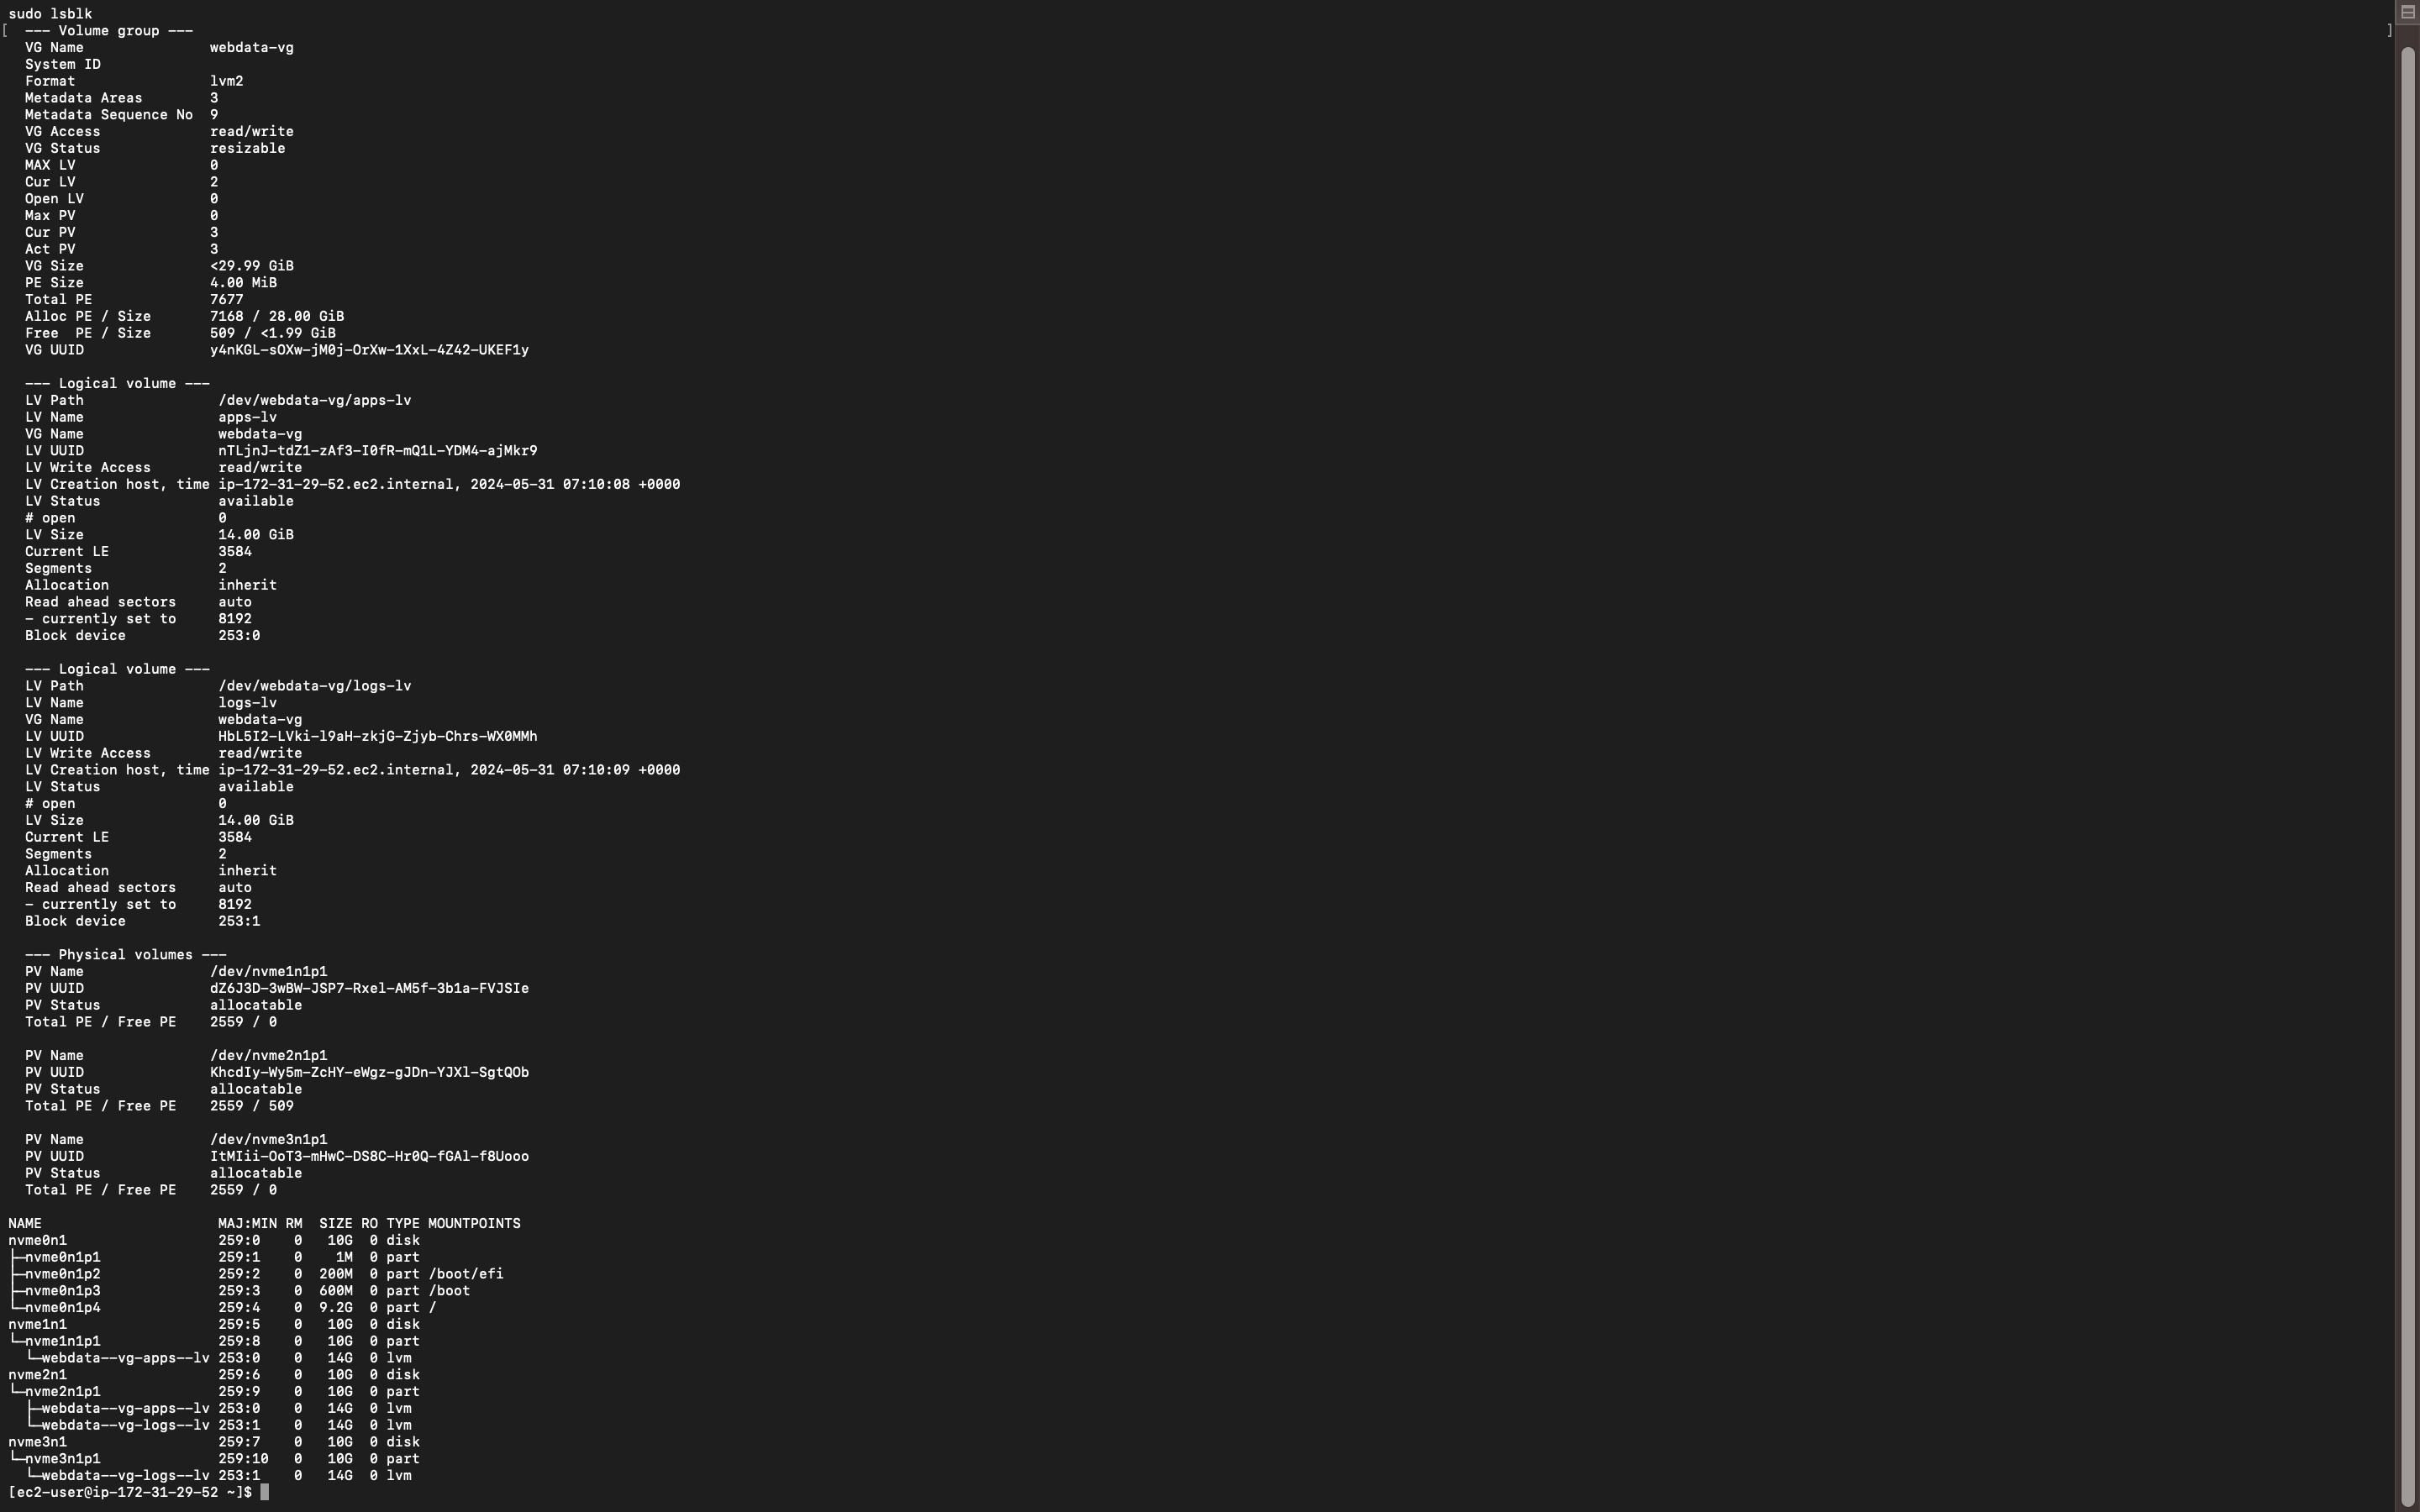 sudo lsblk
[  --- Volume group --- ]
  VG Name               webdata-vg
  System ID
  Format                lvm2
  Metadata Areas        3
  Metadata Sequence No  9
  VG Access             read/write
  VG Status             resizable
  MAX LV                0
  Cur LV                2
  Open LV               0
  Max PV                0
  Cur PV                3
  Act PV                3
  VG Size               <29.99 GiB
  PE Size               4.00 MiB
  Total PE              7677
  Alloc PE / Size       7168 / 28.00 GiB
  Free  PE / Size       509 / <1.99 GiB
  VG UUID               y4nKGL-sOXw-jM0j-OrXw-1XxL-4Z42-UKEF1y

  --- Logical volume ---
  LV Path                /dev/webdata-vg/apps-lv
  LV Name                apps-lv
  VG Name                webdata-vg
  LV UUID                nTLjnJ-tdZ1-zAf3-I0fR-mQ1L-YDM4-ajMkr9
  LV Write Access        read/write
  LV Creation host, time ip-172-31-29-52.ec2.internal, 2024-05-31 07:10:08 +0000
  LV Status              available
  # open                 0
  LV Size                14.00 GiB
  Current LE             3584
  Segments               2
  Allocation             inherit
  Read ahead sectors     auto
  - currently set to     8192
  Block device           253:0

  --- Logical volume ---
  LV Path                /dev/webdata-vg/logs-lv
  LV Name                logs-lv
  VG Name                webdata-vg
  LV UUID                HbL5I2-LVki-l9aH-zkjG-Zjyb-Chrs-WX0MMh
  LV Write Access        read/write
  LV Creation host, time ip-172-31-29-52.ec2.internal, 2024-05-31 07:10:09 +0000
  LV Status              available
  # open                 0
  LV Size                14.00 GiB
  Current LE             3584
  Segments               2
  Allocation             inherit
  Read ahead sectors     auto
  - currently set to     8192
  Block device           253:1

  --- Physical volumes ---
  PV Name               /dev/nvme1n1p1
  PV UUID               dZ6J3D-3wBW-JSP7-Rxel-AM5f-3b1a-FVJSIe
  PV Status             allocatable
  Total PE / Free PE    2559 / 0

  PV Name               /dev/nvme2n1p1
  PV UUID               KhcdIy-Wy5m-ZcHY-eWgz-gJDn-YJXl-SgtQOb
  PV Status             allocatable
  Total PE / Free PE    2559 / 509

  PV Name               /dev/nvme3n1p1
  PV UUID               ItMIii-OoT3-mHwC-DS8C-Hr0Q-fGAl-f8Uooo
  PV Status             allocatable
  Total PE / Free PE    2559 / 0

NAME                     MAJ:MIN RM  SIZE RO TYPE MOUNTPOINTS
nvme0n1                  259:0    0   10G  0 disk
├─nvme0n1p1              259:1    0    1M  0 part
├─nvme0n1p2              259:2    0  200M  0 part /boot/efi
├─nvme0n1p3              259:3    0  600M  0 part /boot
└─nvme0n1p4              259:4    0  9.2G  0 part /
nvme1n1                  259:5    0   10G  0 disk
└─nvme1n1p1              259:8    0   10G  0 part
  └─webdata--vg-apps--lv 253:0    0   14G  0 lvm
nvme2n1                  259:6    0   10G  0 disk
└─nvme2n1p1              259:9    0   10G  0 part
  ├─webdata--vg-apps--lv 253:0    0   14G  0 lvm
  └─webdata--vg-logs--lv 253:1    0   14G  0 lvm
nvme3n1                  259:7    0   10G  0 disk
└─nvme3n1p1              259:10   0   10G  0 part
  └─webdata--vg-logs--lv 253:1    0   14G  0 lvm
[ec2-user@ip-172-31-29-52 ~]$